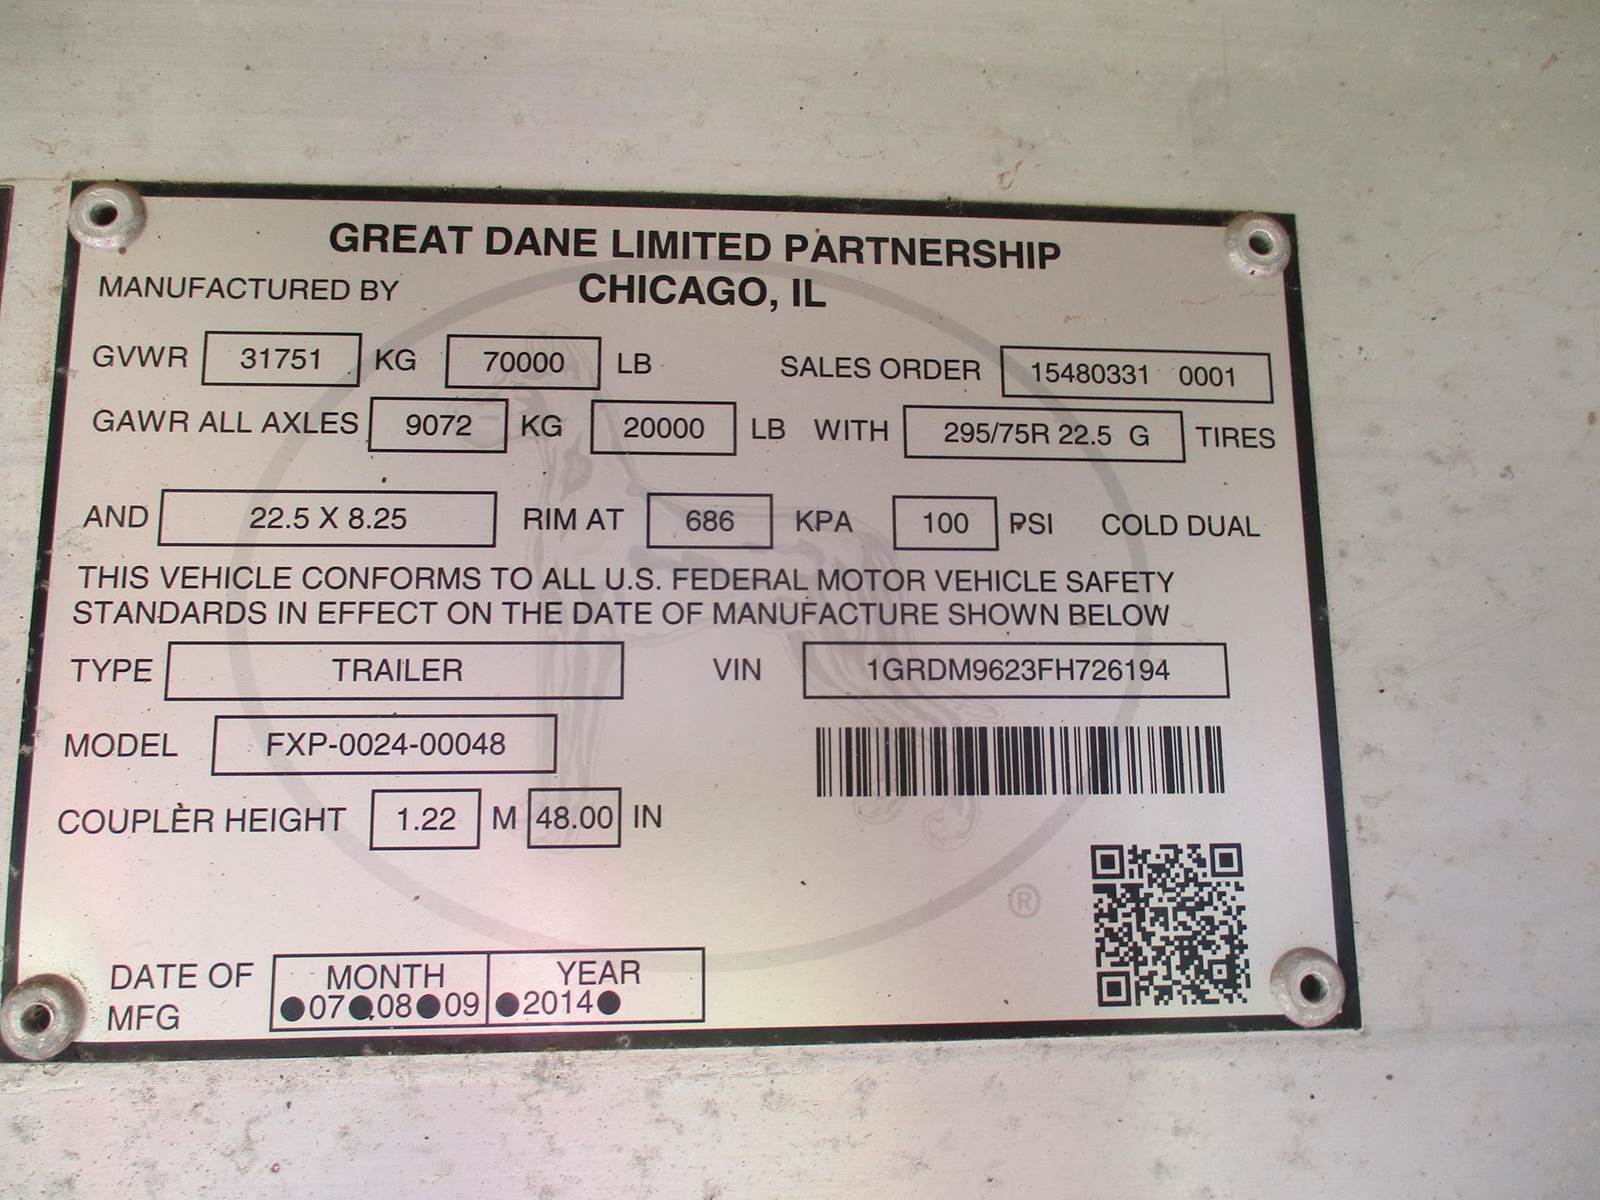 GREAT DANE LIMITED PARTNERSHIP
MANUFACTURED BY CHICAGO, IL
GVWR 31751 KG 70000 LB SALES ORDER 15480331 0001
GAWR ALL AXLES 9072 KG 20000 LB WITH 295/75R 22.5 G TIRES
AND 22.5 X 8.25 RIM AT 686 KPA 100 PSI COLD DUAL
THIS VEHICLE CONFORMS TO ALL U.S. FEDERAL MOTOR VEHICLE SAFETY
STANDARDS IN EFFECT ON THE DATE OF MANUFACTURE SHOWN BELOW
TYPE TRAILER VIN 1GRDM9623FH726194
MODEL FXP-0024-00048
COUPLER HEIGHT 1.22 M 48.00 IN
®
DATE OF MFG MONTH YEAR
●07●08●09 ●2014●